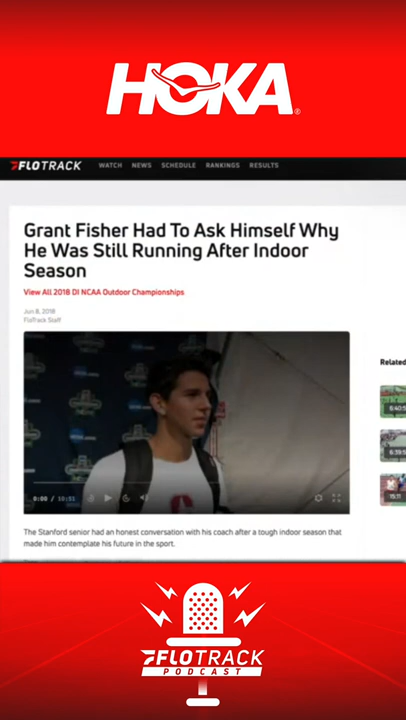 HOKA
FLOTRACK WATCH NEWS SCHEDULE RANKINGS RESULTS
Grant Fisher Had To Ask Himself Why
He Was Still Running After Indoor
Season
View All 2018 DI NCAA Outdoor Championships
Jun 8, 2018
FloTrack Staff
Related
0:00 / 10:31
15:11
The Stanford senior had an honest conversation with his coach after a tough indoor season that
made him contemplate his future in the sport.
FLOTRACK
PODCAST